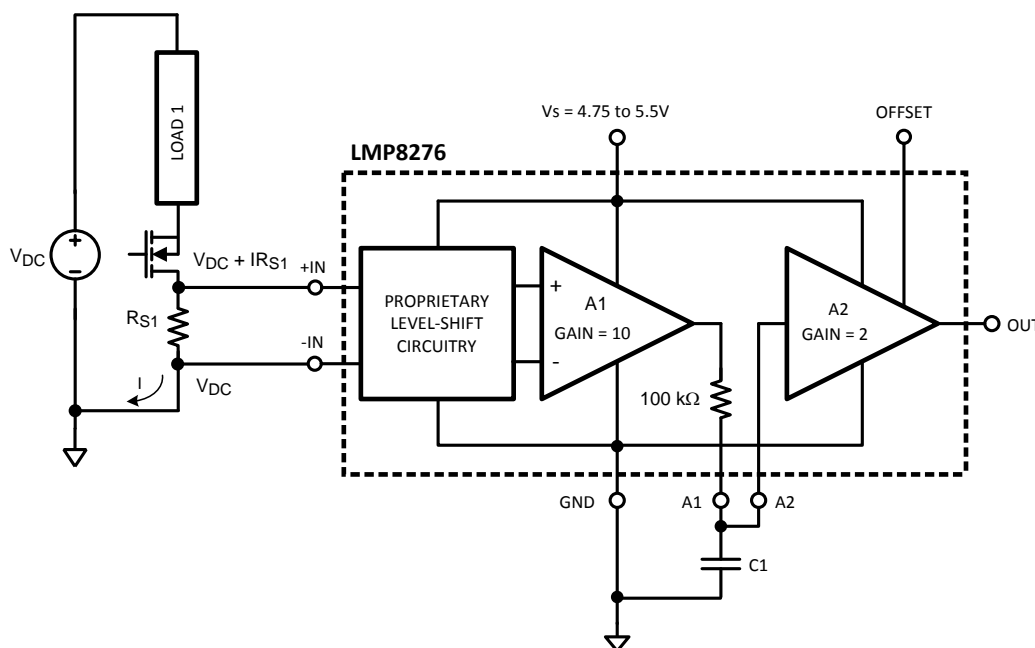 Vs = 4.75 to 5.5V
OFFSET
LMP8276
LOAD 1
VDC
+
−
VDC + IRS1
+IN
RS1
-IN
VDC
I
PROPRIETARY
LEVEL-SHIFT
CIRCUITRY
+
-
A1
GAIN = 10
A2
GAIN = 2
OUT
100 kΩ
GND
A1
A2
C1